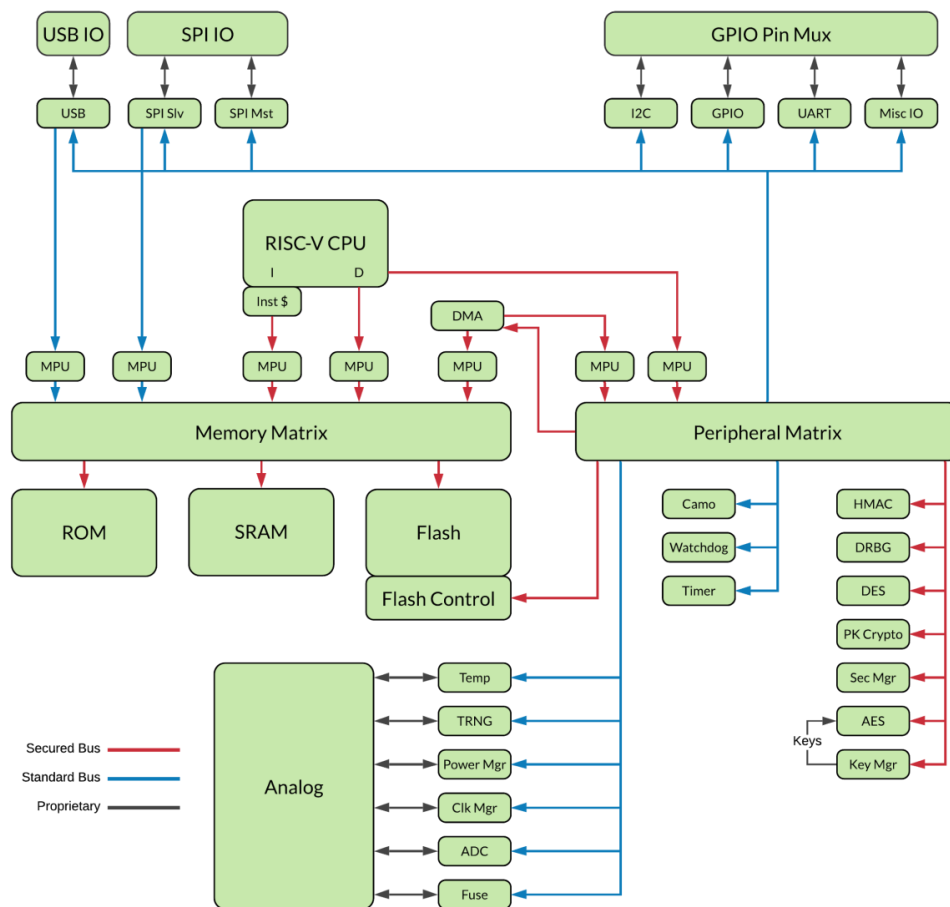 USB IO
SPI IO
GPIO Pin Mux
USB
SPI Slv
SPI Mst
I2C
GPIO
UART
Misc IO
RISC-V CPU
I
D
Inst $
DMA
MPU
MPU
MPU
MPU
MPU
MPU
MPU
Memory Matrix
Peripheral Matrix
ROM
SRAM
Flash
Flash Control
Camo
Watchdog
Timer
HMAC
DRBG
DES
PK Crypto
Sec Mgr
AES
Keys
Key Mgr
Analog
Temp
TRNG
Power Mgr
Clk Mgr
ADC
Fuse
Secured Bus
Standard Bus
Proprietary